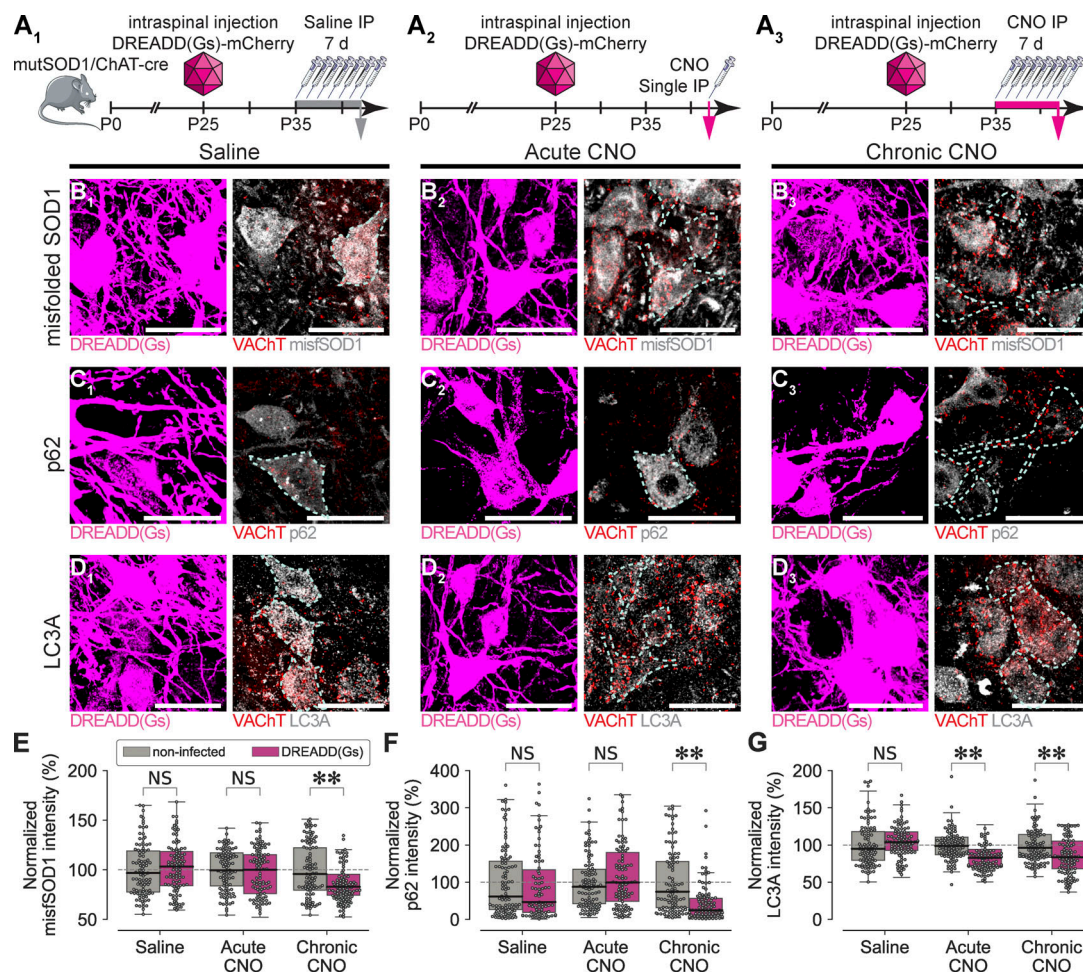 A1
intraspinal injection
DREADD(Gs)-mCherry
Saline IP
7 d
mutSOD1/ChAT-cre
P0
P25
P35
Saline
A2
intraspinal injection
DREADD(Gs)-mCherry
CNO
Single IP
P0
P25
P35
Acute CNO
A3
intraspinal injection
DREADD(Gs)-mCherry
CNO IP
7 d
P0
P25
P35
Chronic CNO
misfolded SOD1
B1
DREADD(Gs)
VAChT misfSOD1
B2
DREADD(Gs)
VAChT misfSOD1
B3
DREADD(Gs)
VAChT misfSOD1
p62
C1
DREADD(Gs)
VAChT p62
C2
DREADD(Gs)
VAChT p62
C3
DREADD(Gs)
VAChT p62
LC3A
D1
DREADD(Gs)
VAChT LC3A
D2
DREADD(Gs)
VAChT LC3A
D3
DREADD(Gs)
VAChT LC3A
E
non-infected
DREADD(Gs)
Normalized
misfSOD1 intensity (%)
200
150
100
50
NS
NS
**
Saline
Acute
CNO
Chronic
CNO
F
Normalized
p62 intensity (%)
400
300
200
100
0
NS
NS
**
Saline
Acute
CNO
Chronic
CNO
G
Normalized
LC3A intensity (%)
200
150
100
50
0
NS
**
**
Saline
Acute
CNO
Chronic
CNO